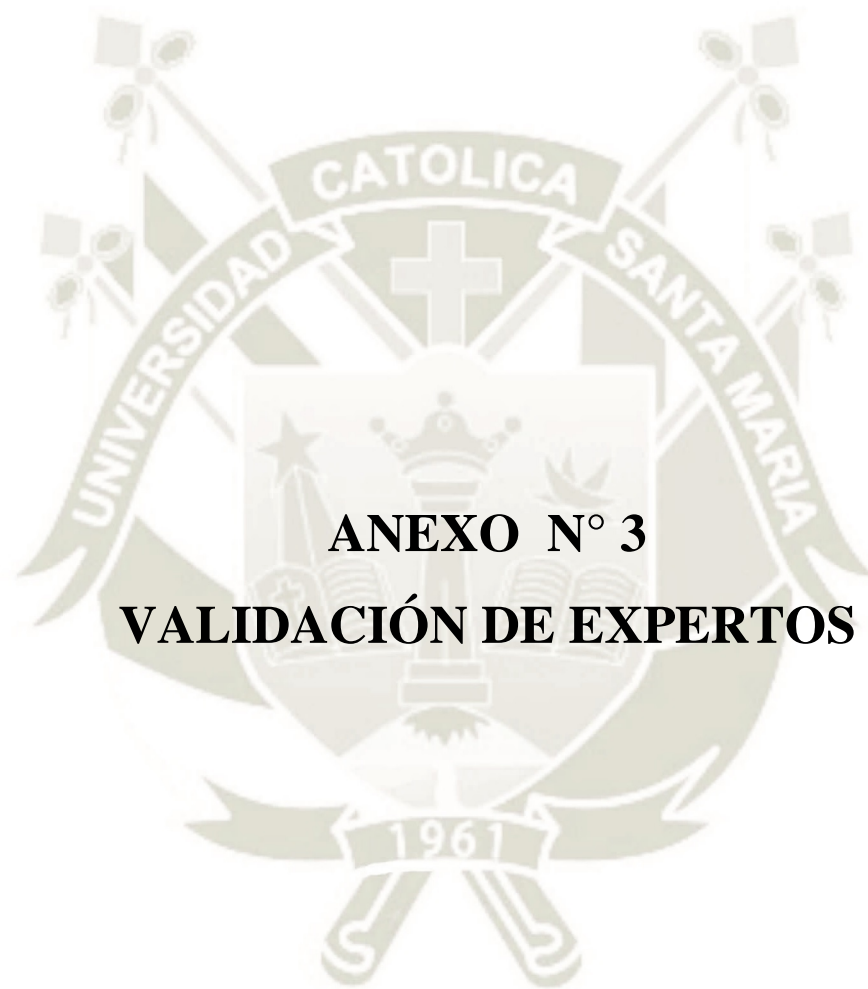 CATOLICA
UNIVERSIDAD
SANTA MARIA
ANEXO N° 3
VALIDACIÓN DE EXPERTOS
1961